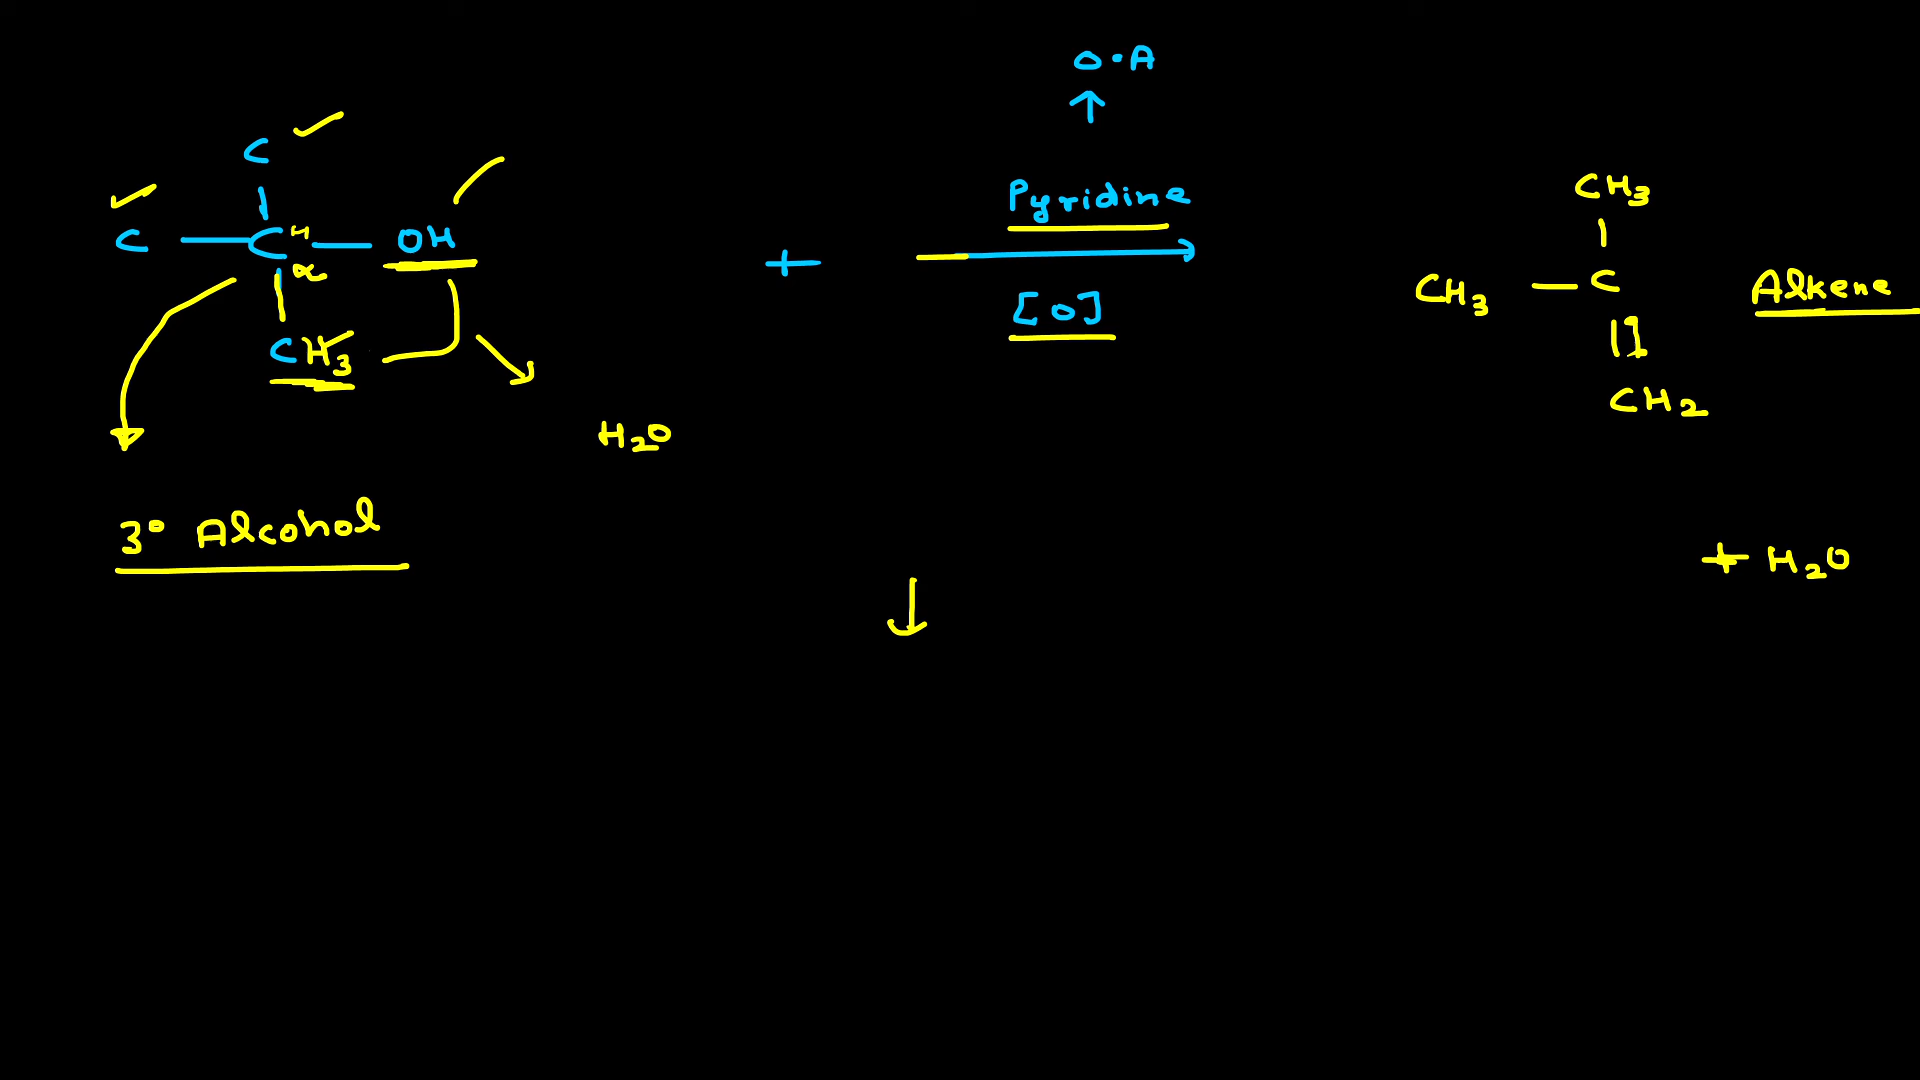 O.A
C
Pyridine
CH3
C — C H — OH
α
+
[O]
CH3 — C
Alkene
CH3
CH2
H2O
3° Alcohol
+ H2O